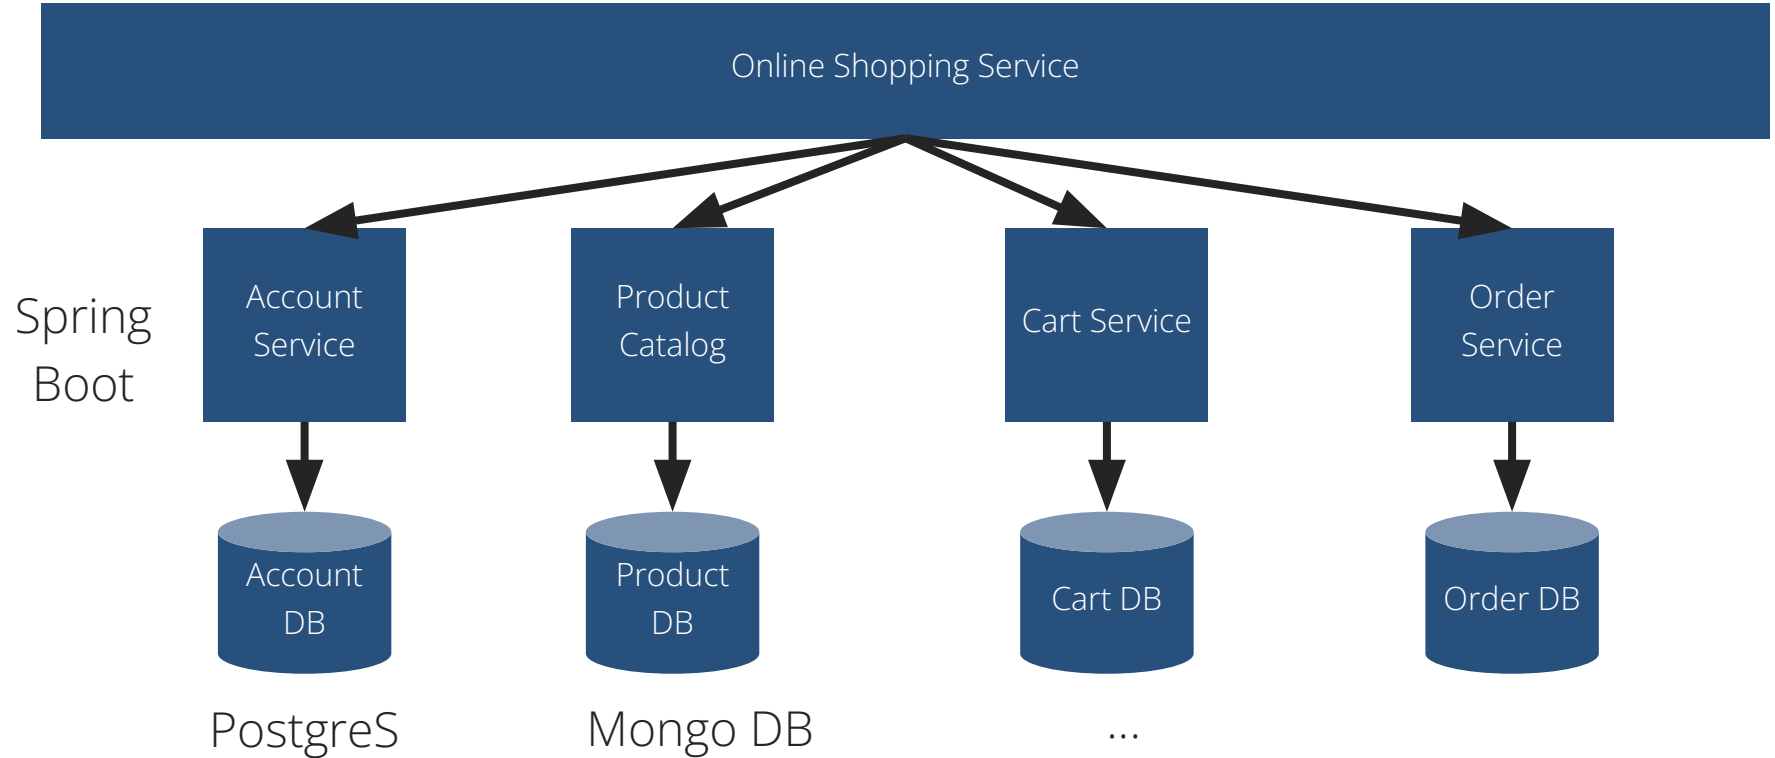 Online Shopping Service
Spring
Boot
Account
Service
Product
Catalog
Cart Service
Order
Service
Account
DB
Product
DB
Cart DB
Order DB
PostgreS
Mongo DB
...